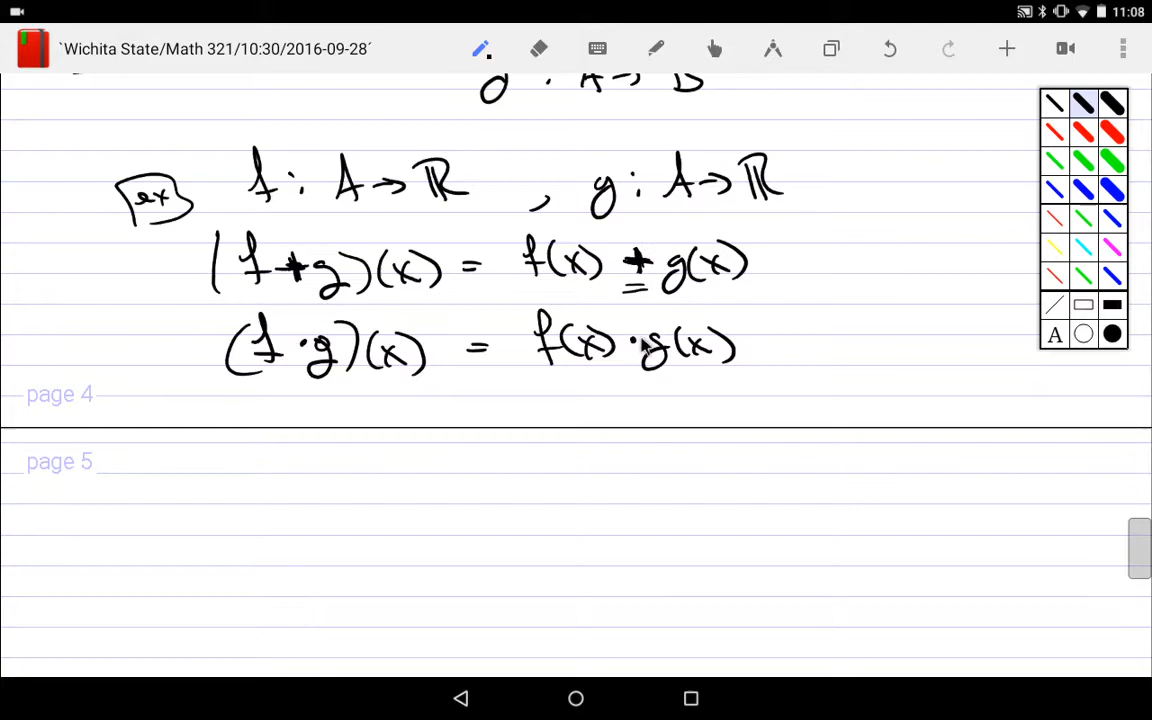 11:08
`Wichita State/Math 321/10:30/2016-09-28´
g : A → B
ex f : A → ℝ , g : A → ℝ
(f + g)(x) = f(x) + g(x)
(f · g)(x) = f(x) · g(x)
page 4
page 5
A